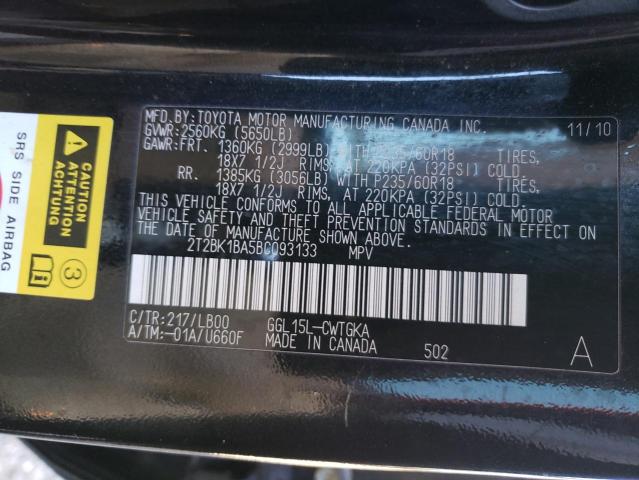 MFD. BY: TOYOTA MOTOR MANUFACTURING CANADA INC. 11/10
GVWR: 2560KG (5650LB)
GAWR: FRT. 1360KG (2999LB) WITH P235/60R18 TIRES,
18X7 1/2J RIMS, AT 220KPA (32PSI) COLD.
RR. 1385KG (3056LB) WITH P235/60R18 TIRES,
18X7 1/2J RIMS, AT 220KPA (32PSI) COLD.
THIS VEHICLE CONFORMS TO ALL APPLICABLE FEDERAL MOTOR
VEHICLE SAFETY AND THEFT PREVENTION STANDARDS IN EFFECT ON
THE DATE OF MANUFACTURE SHOWN ABOVE.
2T2BK1BA5BC093133 MPV
C/TR: 217/LB00 GGL15L-CWTGKA
A/TM: -01A/U660F MADE IN CANADA 502 A
SRS SIDE AIRBAG
3